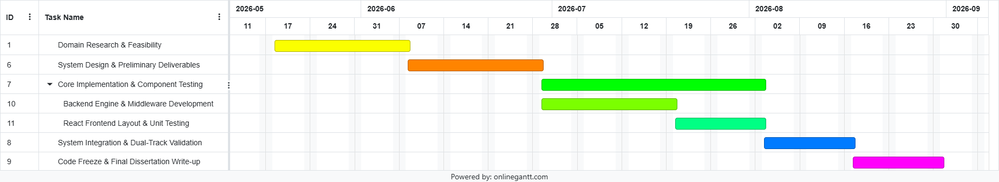 ID Task Name 2026-05 2026-06 2026-07 2026-08 2026-09
11 17 24 31 07 14 21 28 05 12 19 26 02 09 16 23 30
1 Domain Research & Feasibility
6 System Design & Preliminary Deliverables
7 Core Implementation & Component Testing
10 Backend Engine & Middleware Development
11 React Frontend Layout & Unit Testing
8 System Integration & Dual-Track Validation
9 Code Freeze & Final Dissertation Write-up
Powered by: onlinegantt.com